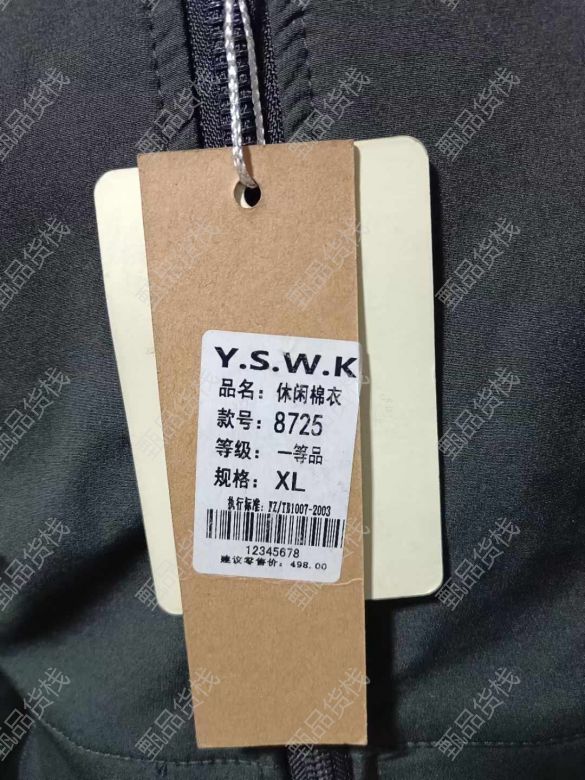 Y.S.W.K
品名：休闲棉衣
款号：8725
等级：一等品
规格：XL
执行标准：FZ/TB1007-2003
12345678
建议零售价：498.00
甄品货栈